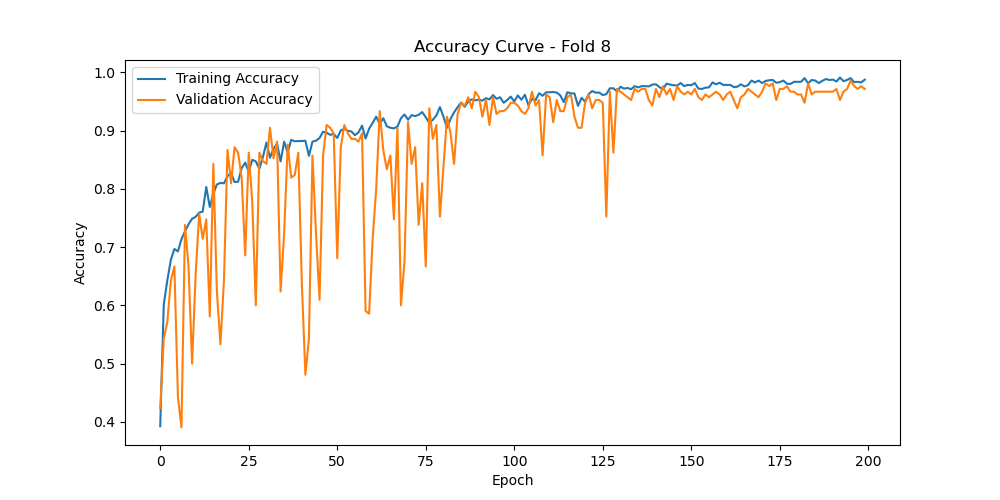 Accuracy Curve - Fold 8
Training Accuracy
Validation Accuracy
1.0
0.9
0.8
0.7
0.6
0.5
0.4
Accuracy
0 25 50 75 100 125 150 175 200
Epoch